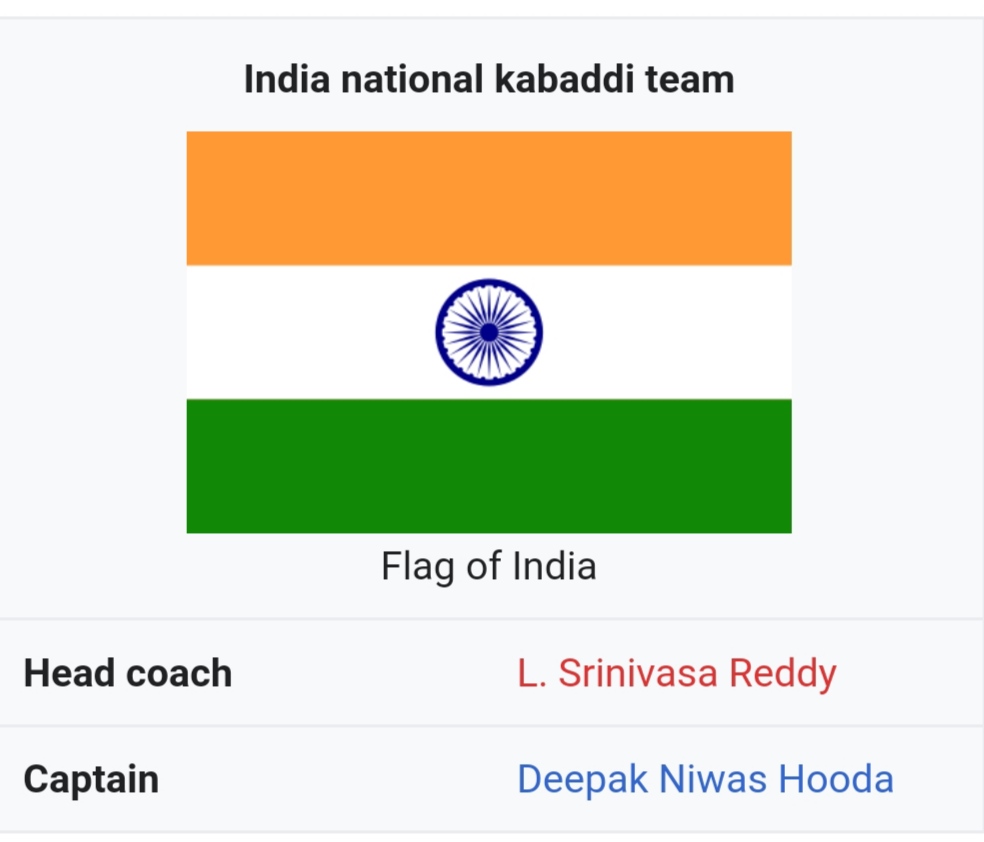 India national kabaddi team
Flag of India
Head coach L. Srinivasa Reddy
Captain Deepak Niwas Hooda